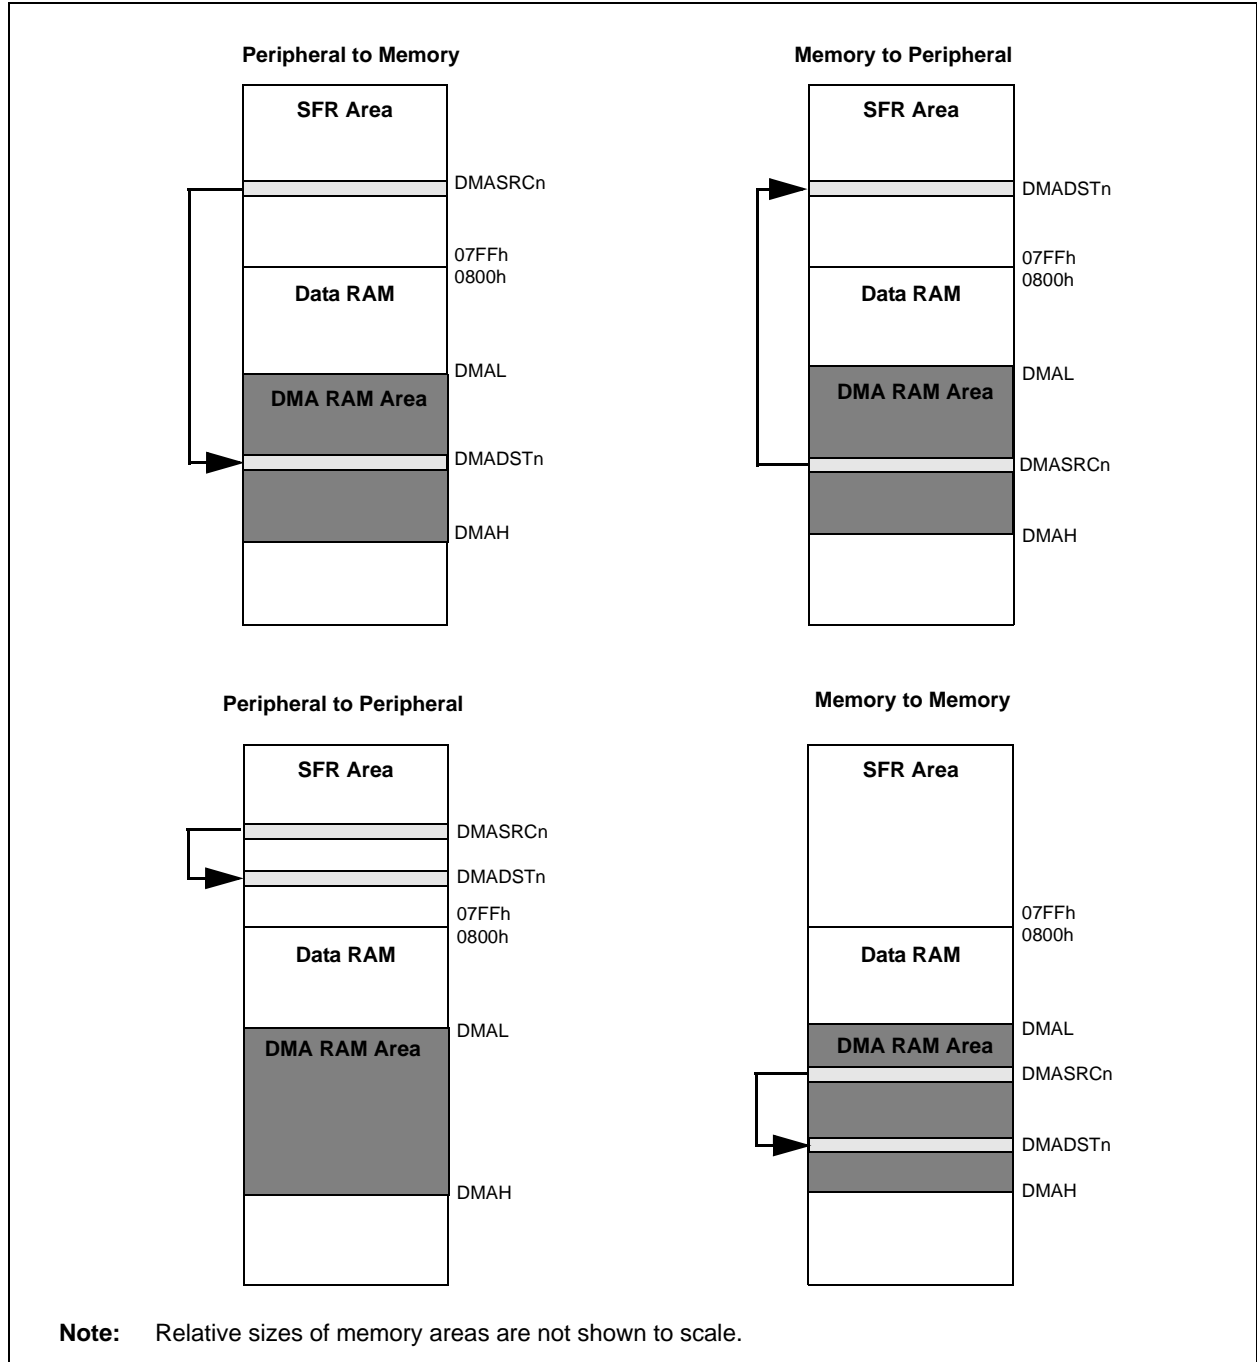 Peripheral to Memory
SFR Area
DMASRCn
07FFh
0800h
Data RAM
DMAL
DMA RAM Area
DMADSTn
DMAH
Memory to Peripheral
SFR Area
DMADSTn
07FFh
0800h
Data RAM
DMAL
DMA RAM Area
DMASRCn
DMAH
Peripheral to Peripheral
SFR Area
DMASRCn
DMADSTn
07FFh
0800h
Data RAM
DMAL
DMA RAM Area
DMAH
Memory to Memory
SFR Area
07FFh
0800h
Data RAM
DMAL
DMA RAM Area
DMASRCn
DMADSTn
DMAH
Note: Relative sizes of memory areas are not shown to scale.